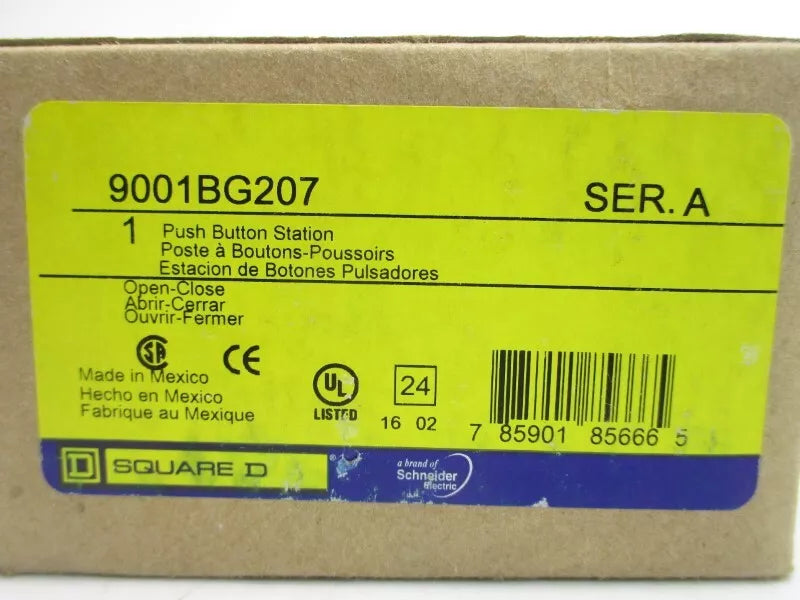 9001BG207 SER. A
1 Push Button Station
Poste à Boutons-Poussoirs
Estacion de Botones Pulsadores
Open-Close
Abrir-Cerrar
Ouvrir-Fermer
SA CE
Made in Mexico
Hecho en Mexico
Fabrique au Mexique
UL
LISTED
24
16 02
7 85901 85666 5
D SQUARE D ®
a brand of
Schneider
Electric